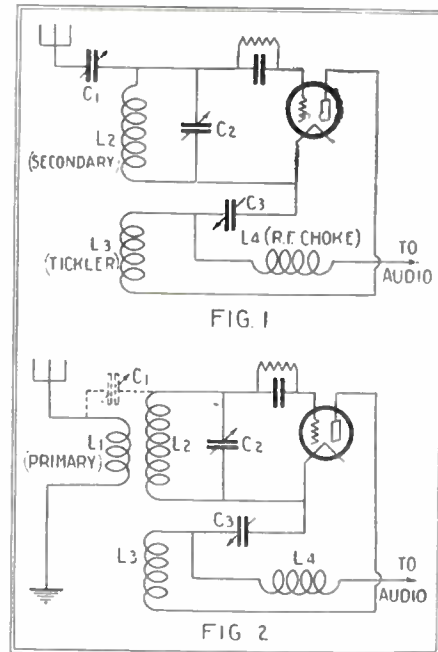 C1
L2
(SECONDARY)
C2
C3
L3
(TICKLER)
L4 (R.F. CHOKE)
TO
AUDIO
FIG. 1
C1
L1
(PRIMARY)
L2
C2
C3
L3
L4
TO
AUDIO
FIG 2